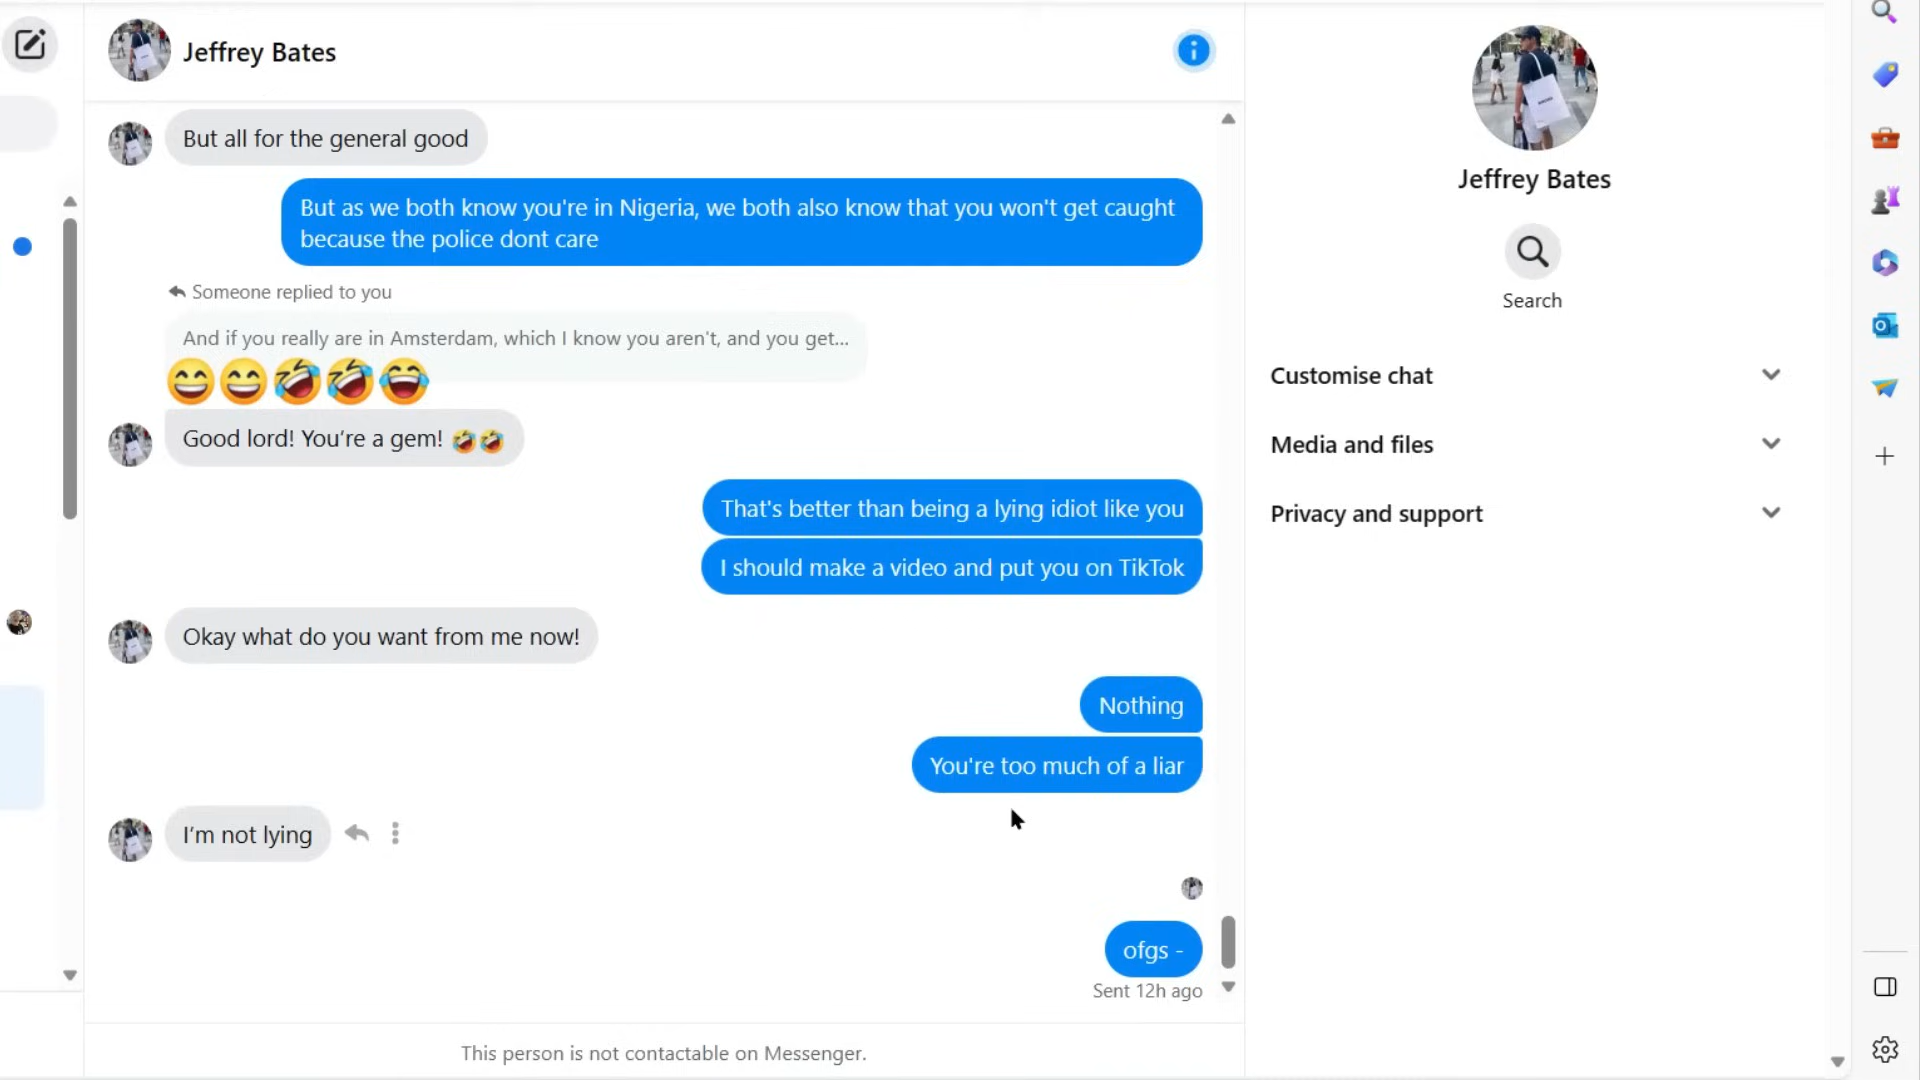 Jeffrey Bates
But all for the general good
But as we both know you're in Nigeria, we both also know that you won't get caught
because the police dont care
Someone replied to you
And if you really are in Amsterdam, which I know you aren't, and you get...
Good lord! You’re a gem! 🤣🤣
That's better than being a lying idiot like you
I should make a video and put you on TikTok
Okay what do you want from me now!
Nothing
You're too much of a liar
I’m not lying
ofgs -
Sent 12h ago
This person is not contactable on Messenger.
Jeffrey Bates
Search
Customise chat
Media and files
Privacy and support